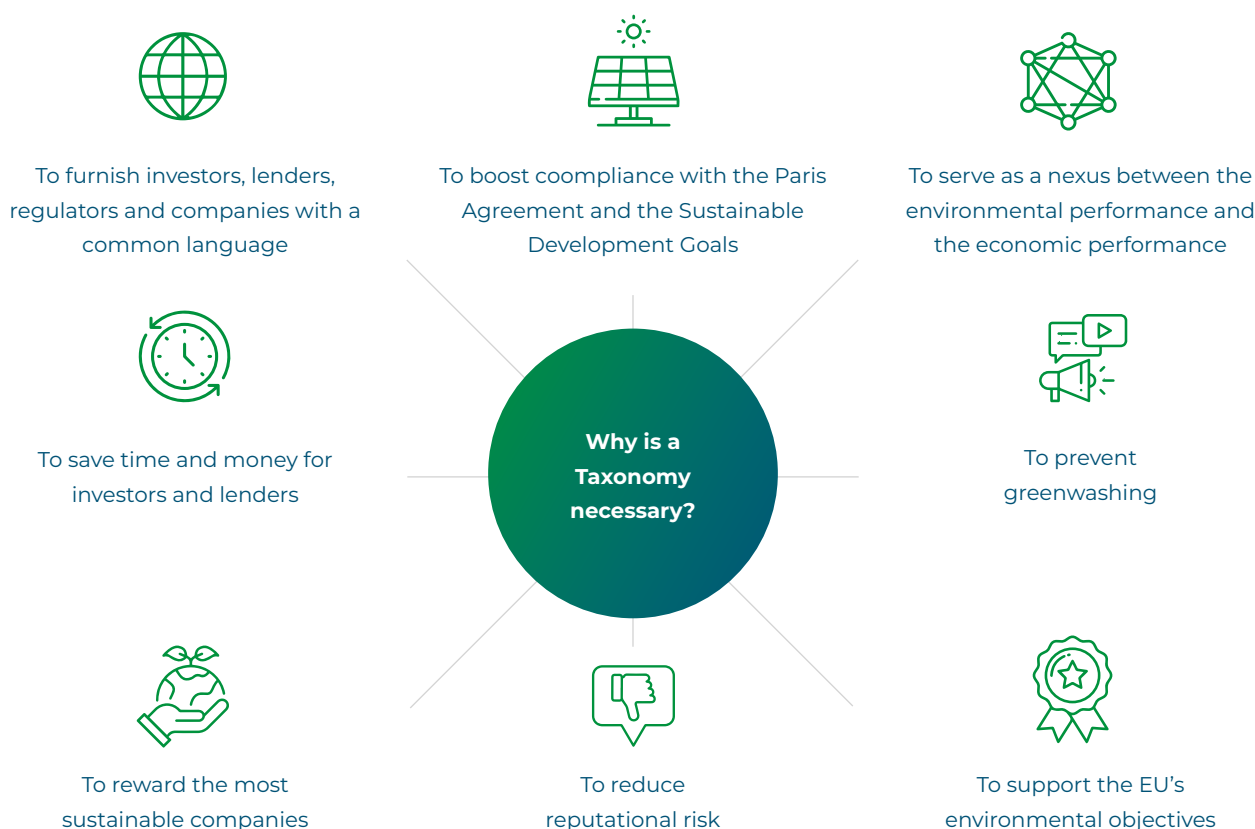 To furnish investors, lenders,
regulators and companies with a
common language
To boost coompliance with the Paris
Agreement and the Sustainable
Development Goals
To serve as a nexus between the
environmental performance and
the economic performance
To save time and money for
investors and lenders
Why is a
Taxonomy
necessary?
To prevent
greenwashing
To reward the most
sustainable companies
To reduce
reputational risk
To support the EU’s
environmental objectives